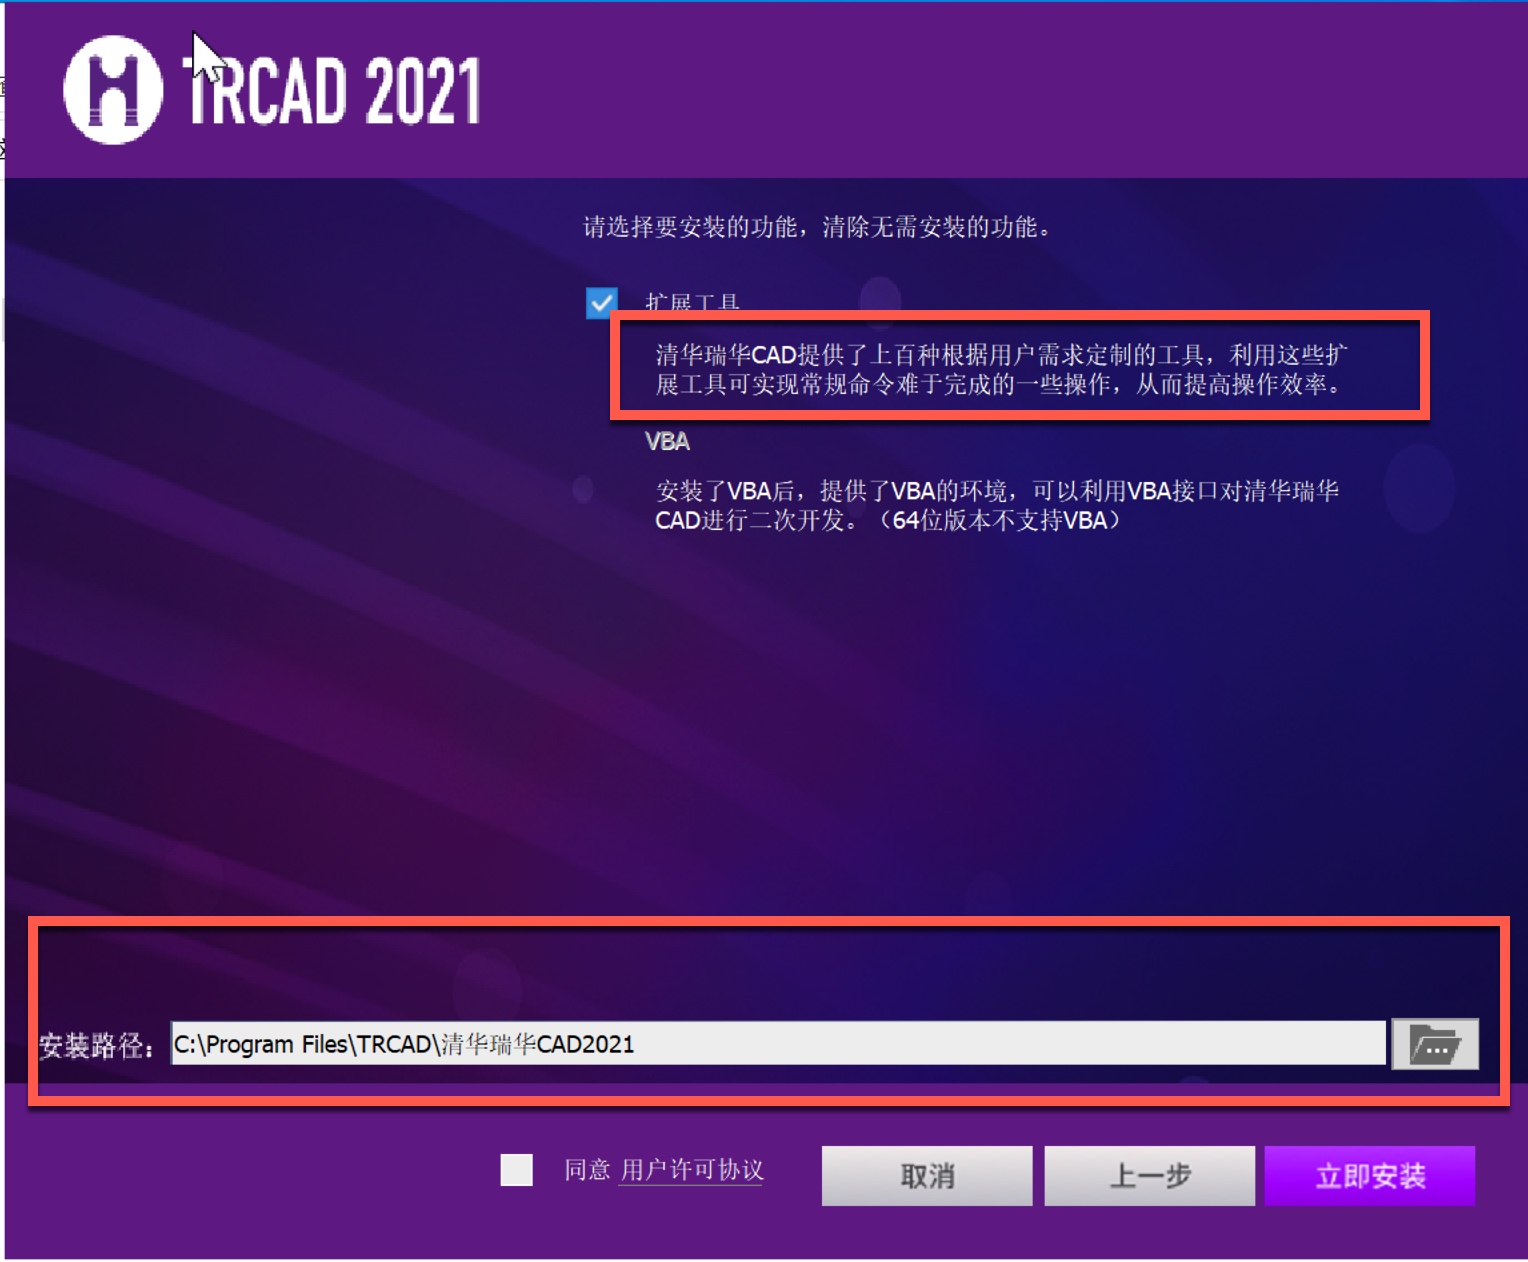 TRCAD 2021
请选择要安装的功能，清除无需安装的功能。
扩展工具
清华瑞华CAD提供了上百种根据用户需求定制的工具，利用这些扩
展工具可实现常规命令难于完成的一些操作，从而提高操作效率。
VBA
安装了VBA后，提供了VBA的环境，可以利用VBA接口对清华瑞华
CAD进行二次开发。（64位版本不支持VBA）
安装路径：
C:\Program Files\TRCAD\清华瑞华CAD2021
同意 用户许可协议
取消
上一步
立即安装